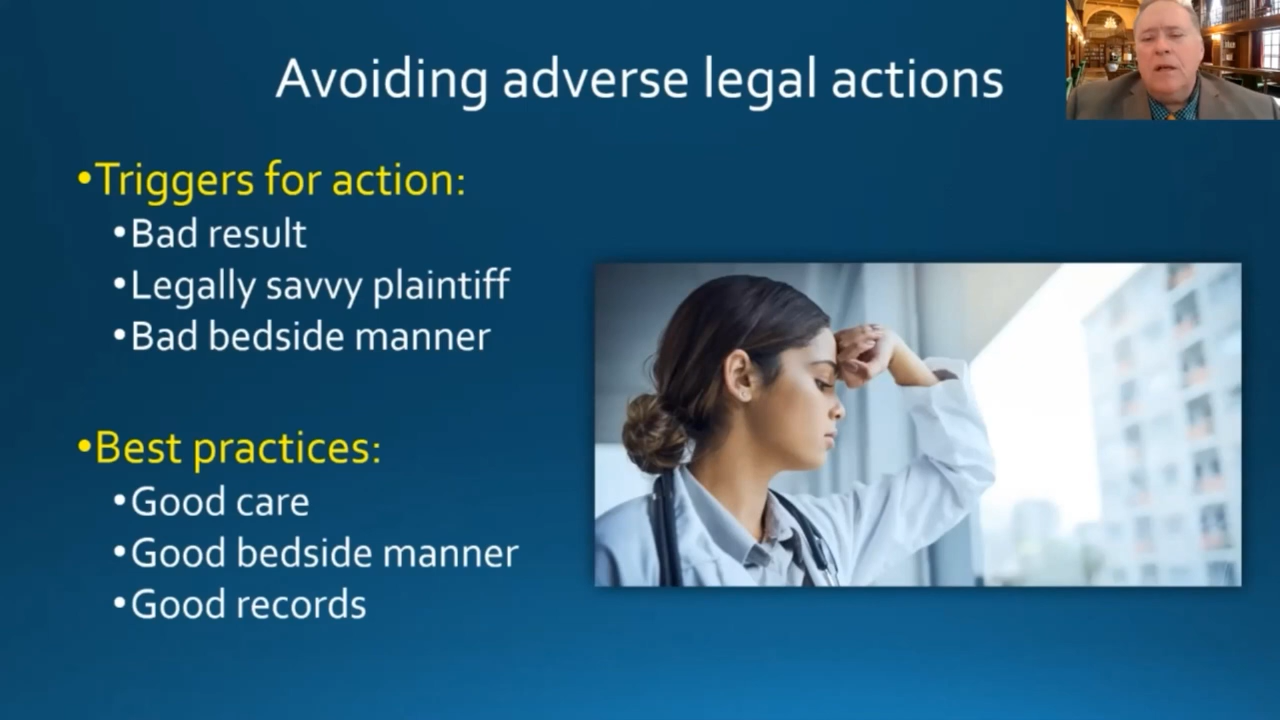 Avoiding adverse legal actions
•Triggers for action:
•Bad result
•Legally savvy plaintiff
•Bad bedside manner
•Best practices:
•Good care
•Good bedside manner
•Good records